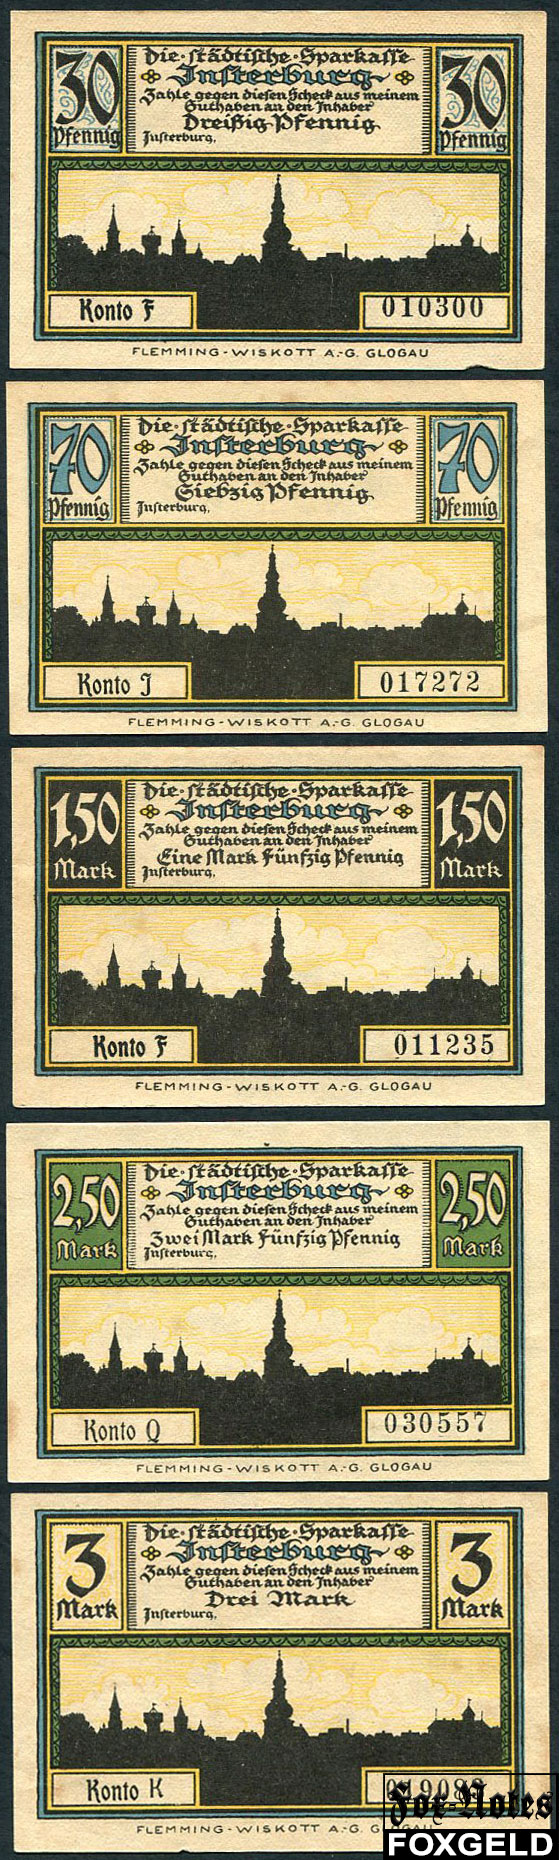 30 Die städtische Sparkasse 30
Insterburg
Zahle gegen diesen Scheck aus meinem
Guthaben an den Inhaber
Pfennig Dreißig Pfennig Pfennig
Insterburg,
Konto F 010300
FLEMMING-WISKOTT A.-G. GLOGAU
70 Die städtische Sparkasse 70
Insterburg
Zahle gegen diesen Scheck aus meinem
Guthaben an den Inhaber
Siebzig Pfennig
Pfennig Insterburg, Pfennig
Konto J 017272
FLEMMING-WISKOTT A.-G. GLOGAU
1,50 Die städtische Sparkasse 1,50
Insterburg
Zahle gegen diesen Scheck aus meinem
Guthaben an den Inhaber
Eine Mark Fünfzig Pfennig
Mark Insterburg, Mark
Konto F 011235
FLEMMING-WISKOTT A.-G. GLOGAU
2,50 Die städtische Sparkasse 2,50
Insterburg
Zahle gegen diesen Scheck aus meinem
Guthaben an den Inhaber
Zwei Mark Fünfzig Pfennig
Mark Insterburg, Mark
Konto Q 030557
FLEMMING-WISKOTT A.-G. GLOGAU
3 Die städtische Sparkasse 3
Insterburg
Zahle gegen diesen Scheck aus meinem
Guthaben an den Inhaber
Drei Mark
Mark Insterburg, Mark
Konto K
Fox-Notes
FLEMMING-WISKOTT A.-G.
FOXGELD